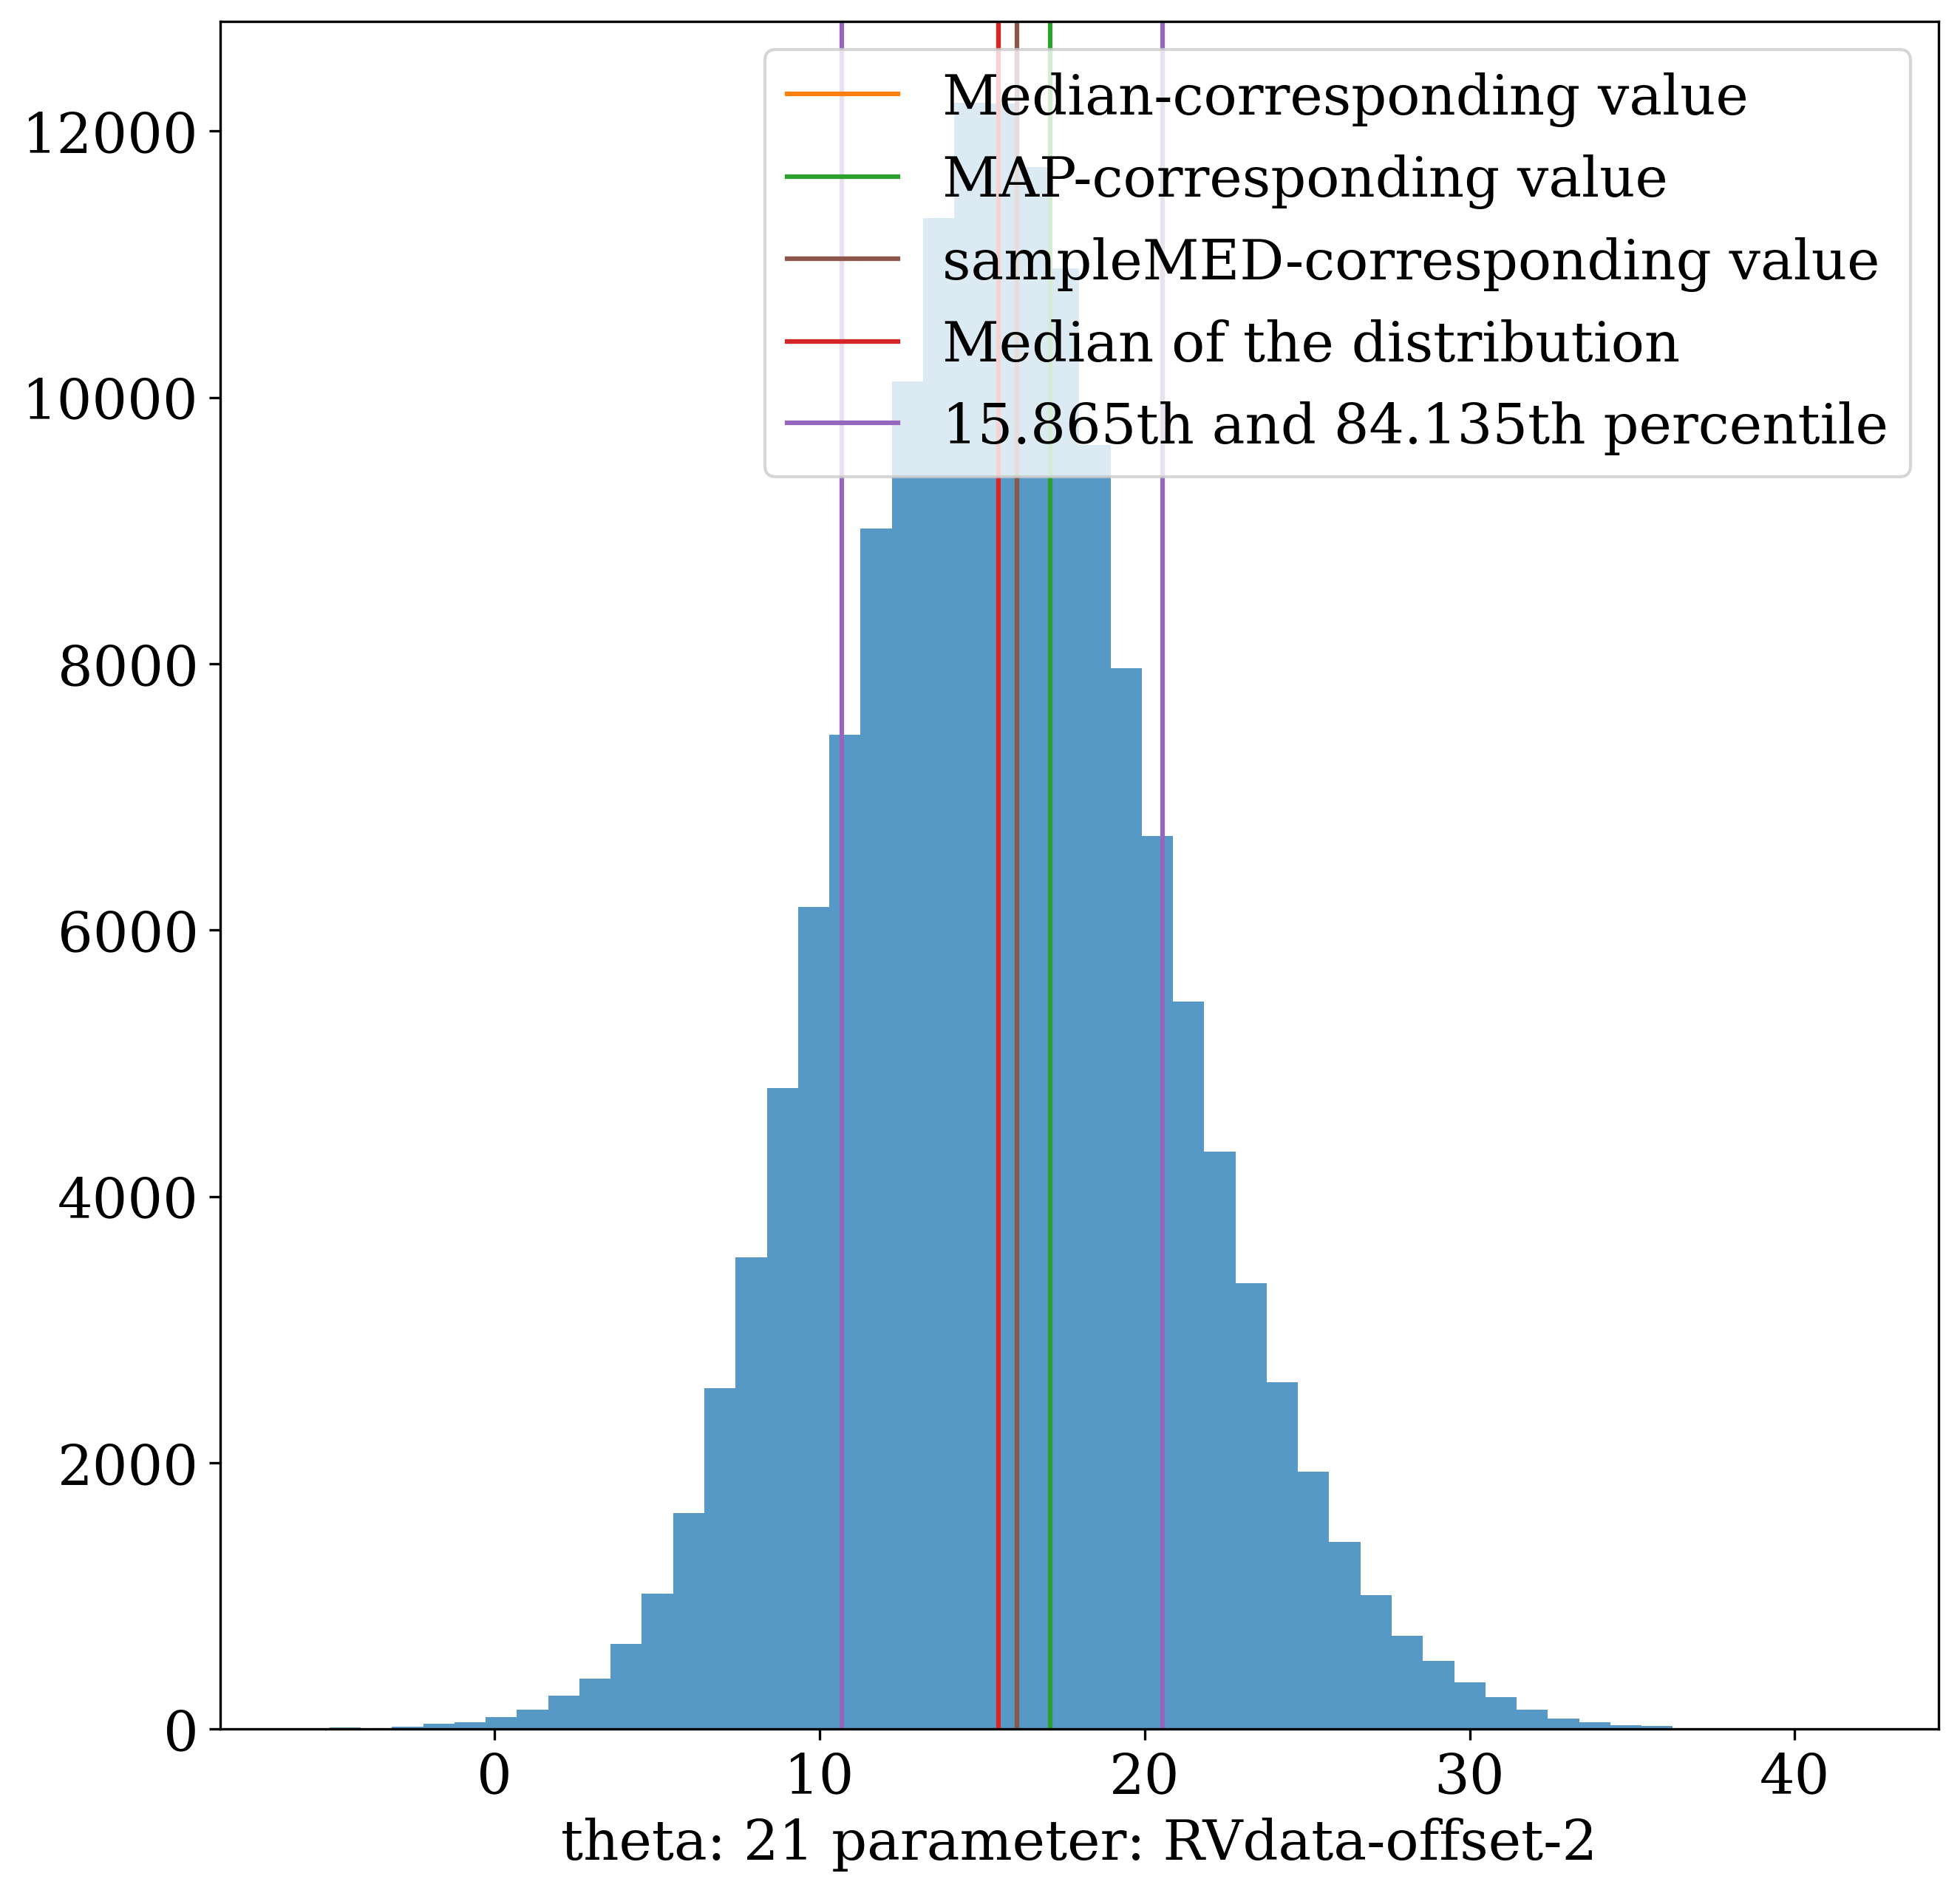 Median-corresponding value
MAP-corresponding value
sampleMED-corresponding value
Median of the distribution
15.865th and 84.135th percentile
12000
10000
8000
6000
4000
2000
0
0 10 20 30 40
theta: 21 parameter: RVdata-offset-2